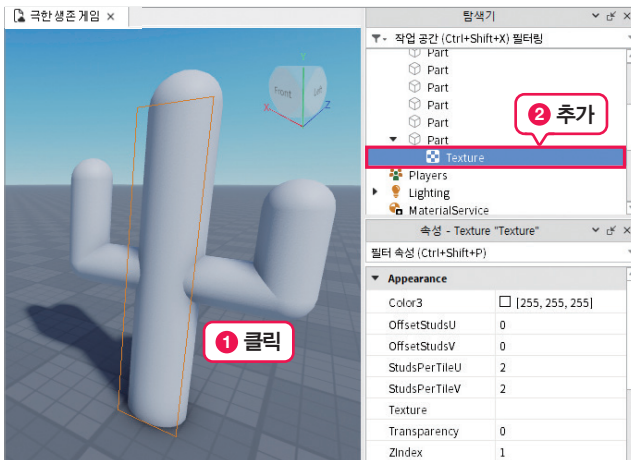 극한 생존 게임 ×
탐색기
작업 공간 (Ctrl+Shift+X) 필터링
Part
Part
Part
Part
Part
Part
Texture
Players
Lighting
MaterialService
② 추가
Y
Front
Left
X
Z
① 클릭
속성 - Texture "Texture"
필터 속성 (Ctrl+Shift+P)
Appearance
Color3 [255, 255, 255]
OffsetStudsU 0
OffsetStudsV 0
StudsPerTileU 2
StudsPerTileV 2
Texture
Transparency 0
ZIndex 1